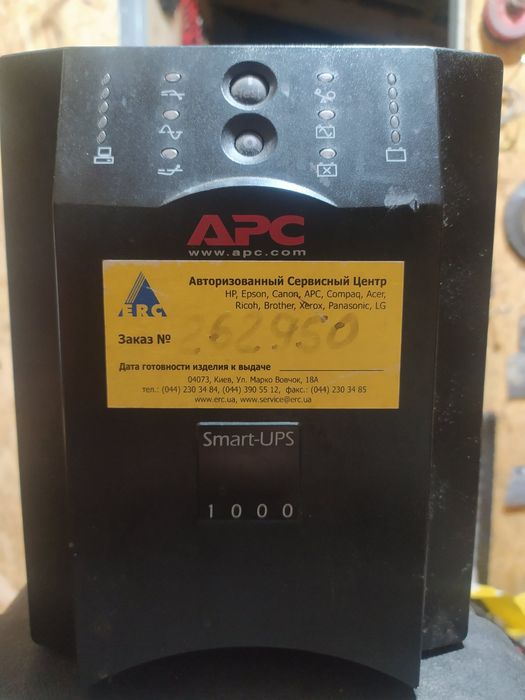 APC
www.apc.com
Авторизованный Сервисный Центр
HP, Epson, Canon, APC, Compaq, Acer,
Ricoh, Brother, Xerox, Panasonic, LG
ERC
Заказ № 262950
Дата готовности изделия к выдаче
04073, Киев, Ул. Марко Вовчок, 18А
тел.: (044) 230 34 84, (044) 390 55 12, факс.: (044) 230 34 85
www.erc.ua, www.service@erc.ua
Smart-UPS
1000